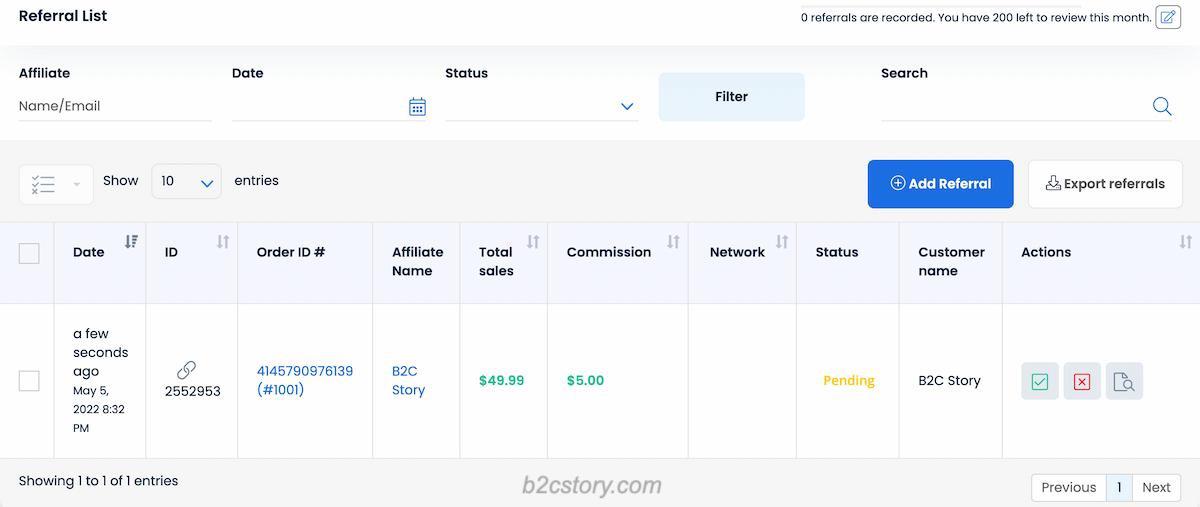 Referral List
0 referrals are recorded. You have 200 left to review this month.
Affiliate
Date
Status
Search
Name/Email
Filter
Show 10 entries
Add Referral
Export referrals
Date
ID
Order ID #
Affiliate
Name
Total
sales
Commission
Network
Status
Customer
name
Actions
a few
seconds
ago
May 5,
2022 8:32
PM
2552953
4145790976139
(#1001)
B2C
Story
$49.99
$5.00
Pending
B2C Story
Showing 1 to 1 of 1 entries
b2cstory.com
Previous 1 Next